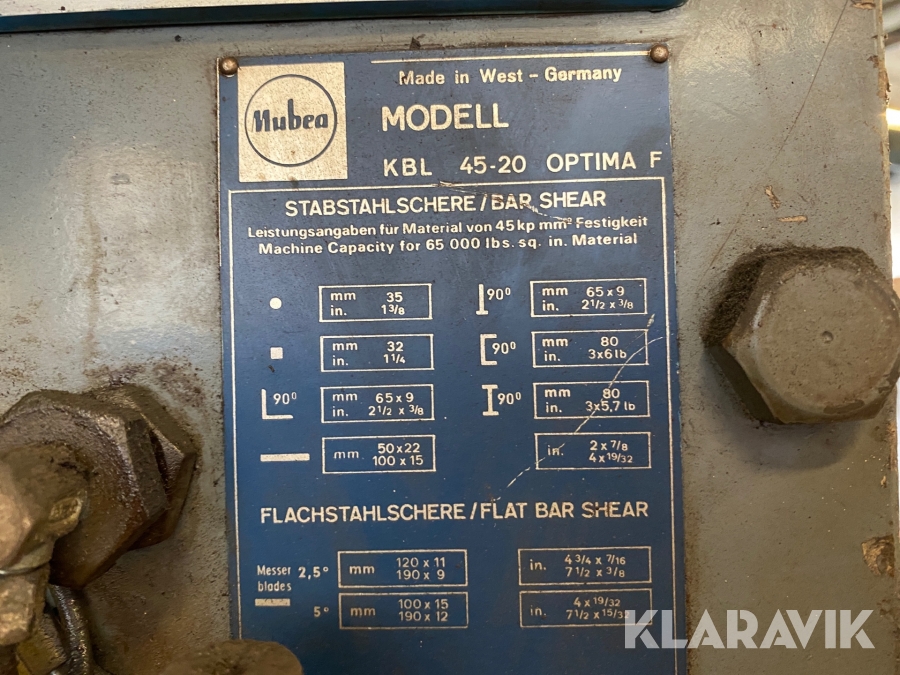 Mubea
Made in West - Germany
MODELL
KBL 45-20 OPTIMA F
STABSTAHLSCHERE/BAR SHEAR
Leistungsangaben für Material von 45 kp mm² Festigkeit
Machine Capacity for 65 000 lbs. sq. in. Material
mm 35
in. 1 3/8
90° mm 65 x 9
in. 2 1/2 x 3/8
mm 32
in. 1 1/4
90° mm 80
in. 3 x 6 lb
90° mm 65 x 9
in. 2 1/2 x 3/8
90° mm 80
in. 3 x 5,7 lb
mm 50 x 22
100 x 15
in. 2 x 7/8
4 x 19/32
FLACHSTAHLSCHERE/FLAT BAR SHEAR
Messer blades 2,5° mm 120 x 11
190 x 9
in. 4 3/4 x 7/16
7 1/2 x 3/8
5° mm 100 x 15
190 x 12
in. 4 x 19/32
7 1/2 x 15/32
KLARAVIK